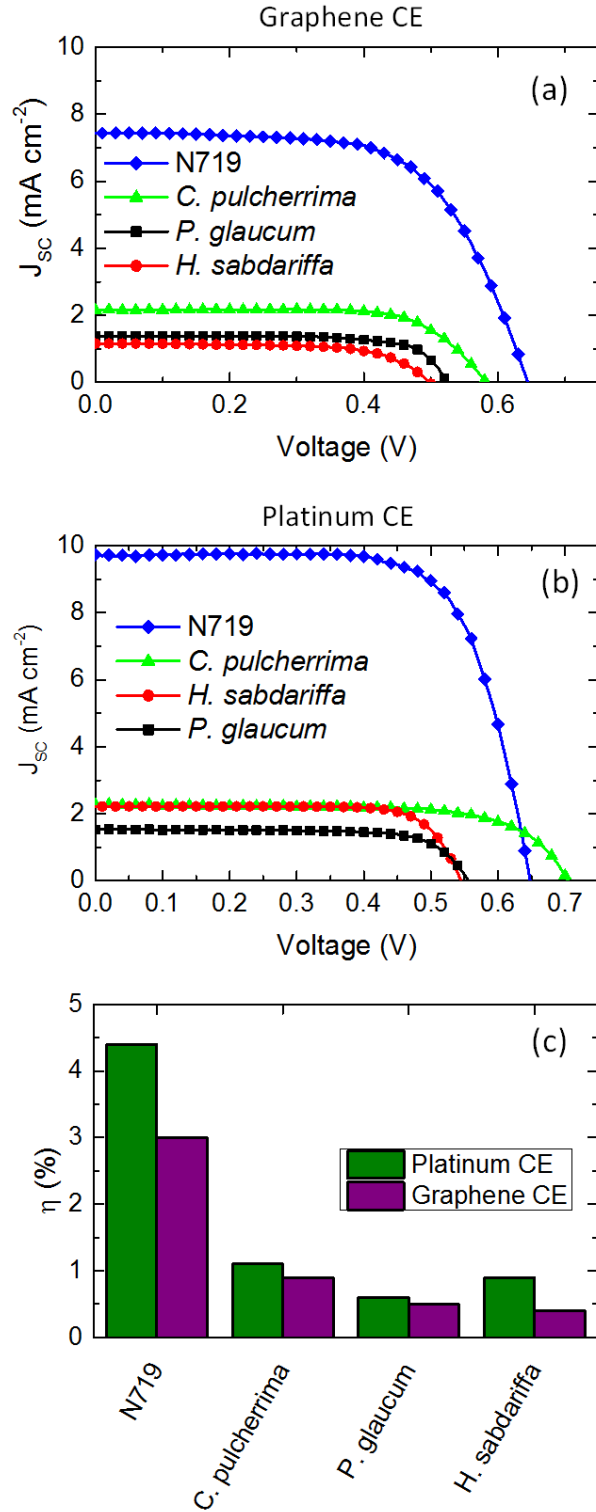 Graphene CE
(a)
10
8
6
4
2
0
J_SC (mA cm^-2)
N719
C. pulcherrima
P. glaucum
H. sabdariffa
0.0 0.2 0.4 0.6
Voltage (V)
Platinum CE
(b)
10
8
6
4
2
0
J_SC (mA cm^-2)
N719
C. pulcherrima
H. sabdariffa
P. glaucum
0.0 0.1 0.2 0.3 0.4 0.5 0.6 0.7
Voltage (V)
(c)
5
4
3
2
1
0
η (%)
Platinum CE
Graphene CE
N719
C. pulcherrima
P. glaucum
H. sabdariffa